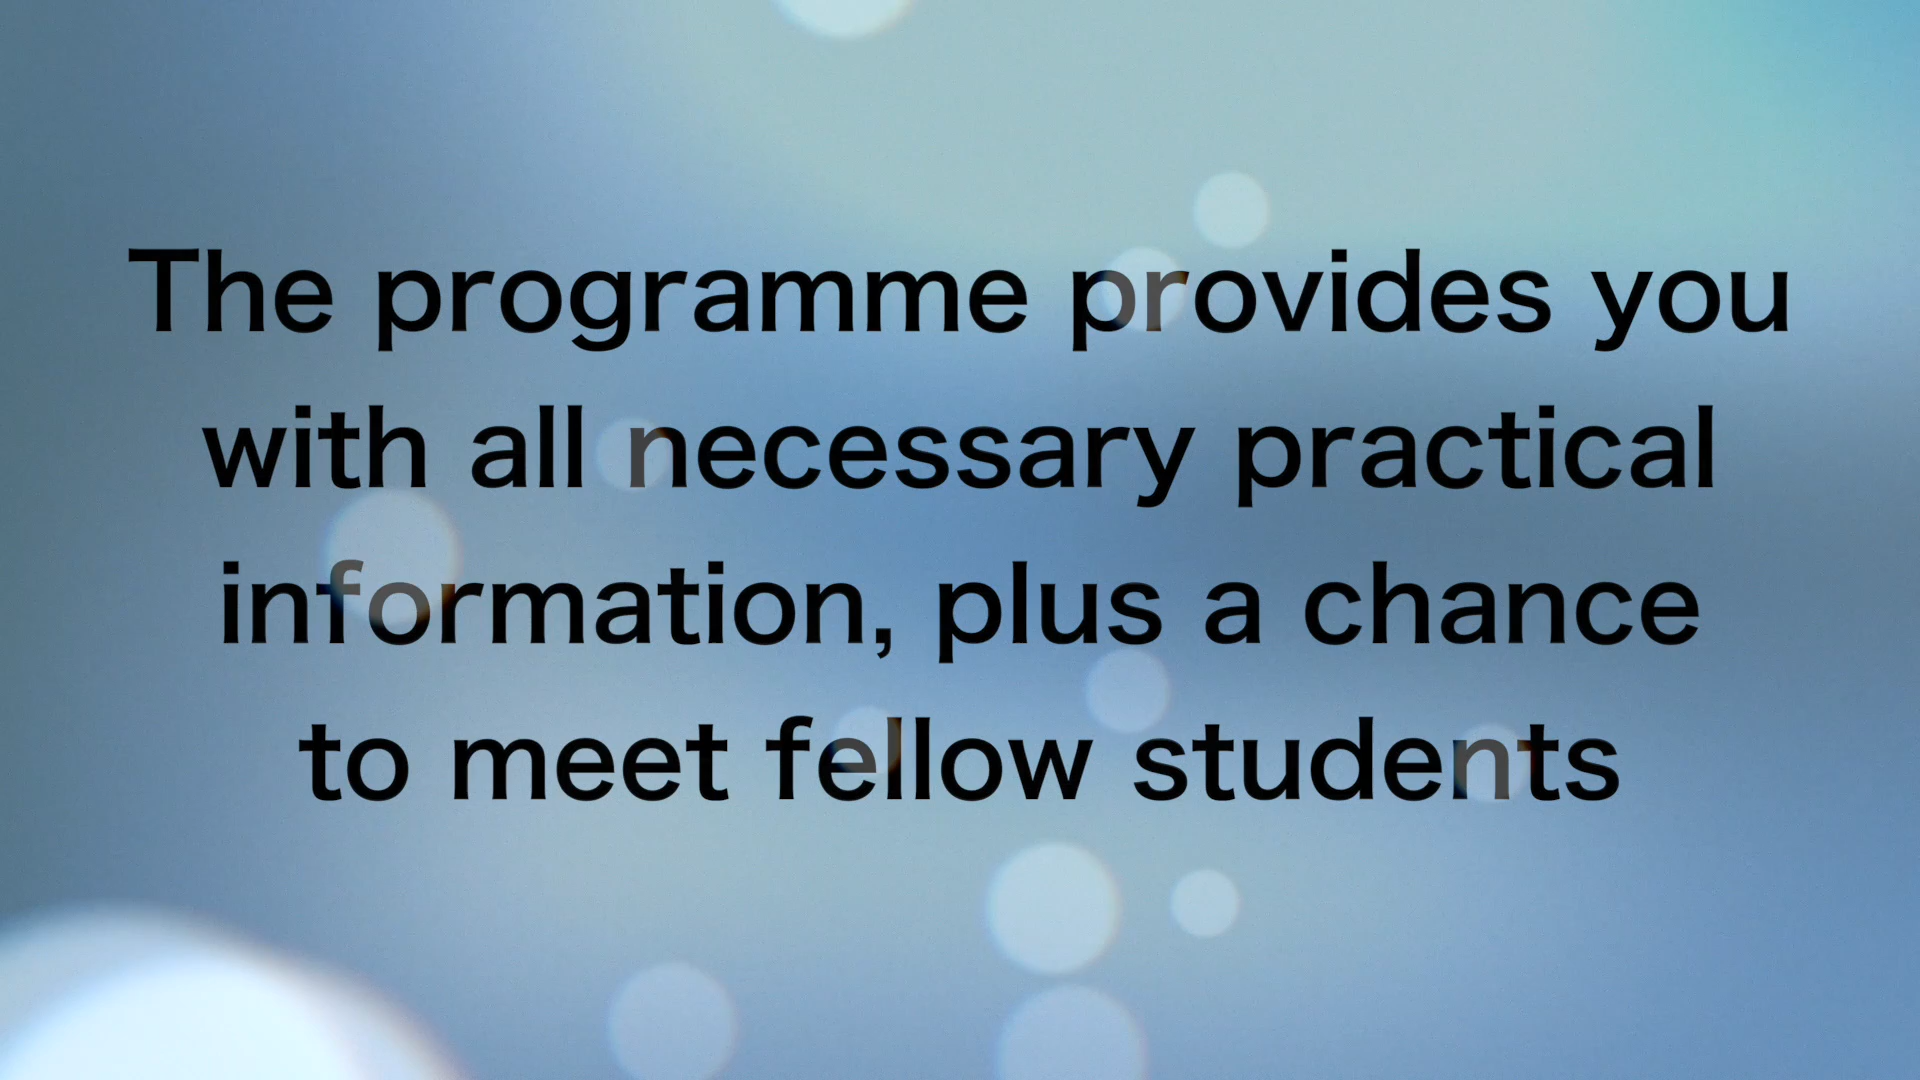 The programme provides you
with all necessary practical
information, plus a chance
to meet fellow students